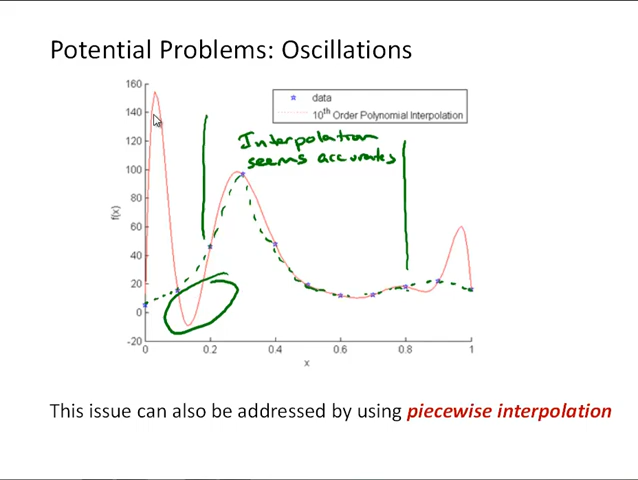 Potential Problems: Oscillations
160
140
120
100
80
60
40
20
0
-20
f(x)
data
10th Order Polynomial Interpolation
Interpolation
seems accurate
0
0.2
0.4
0.6
0.8
1
x
This issue can also be addressed by using piecewise interpolation